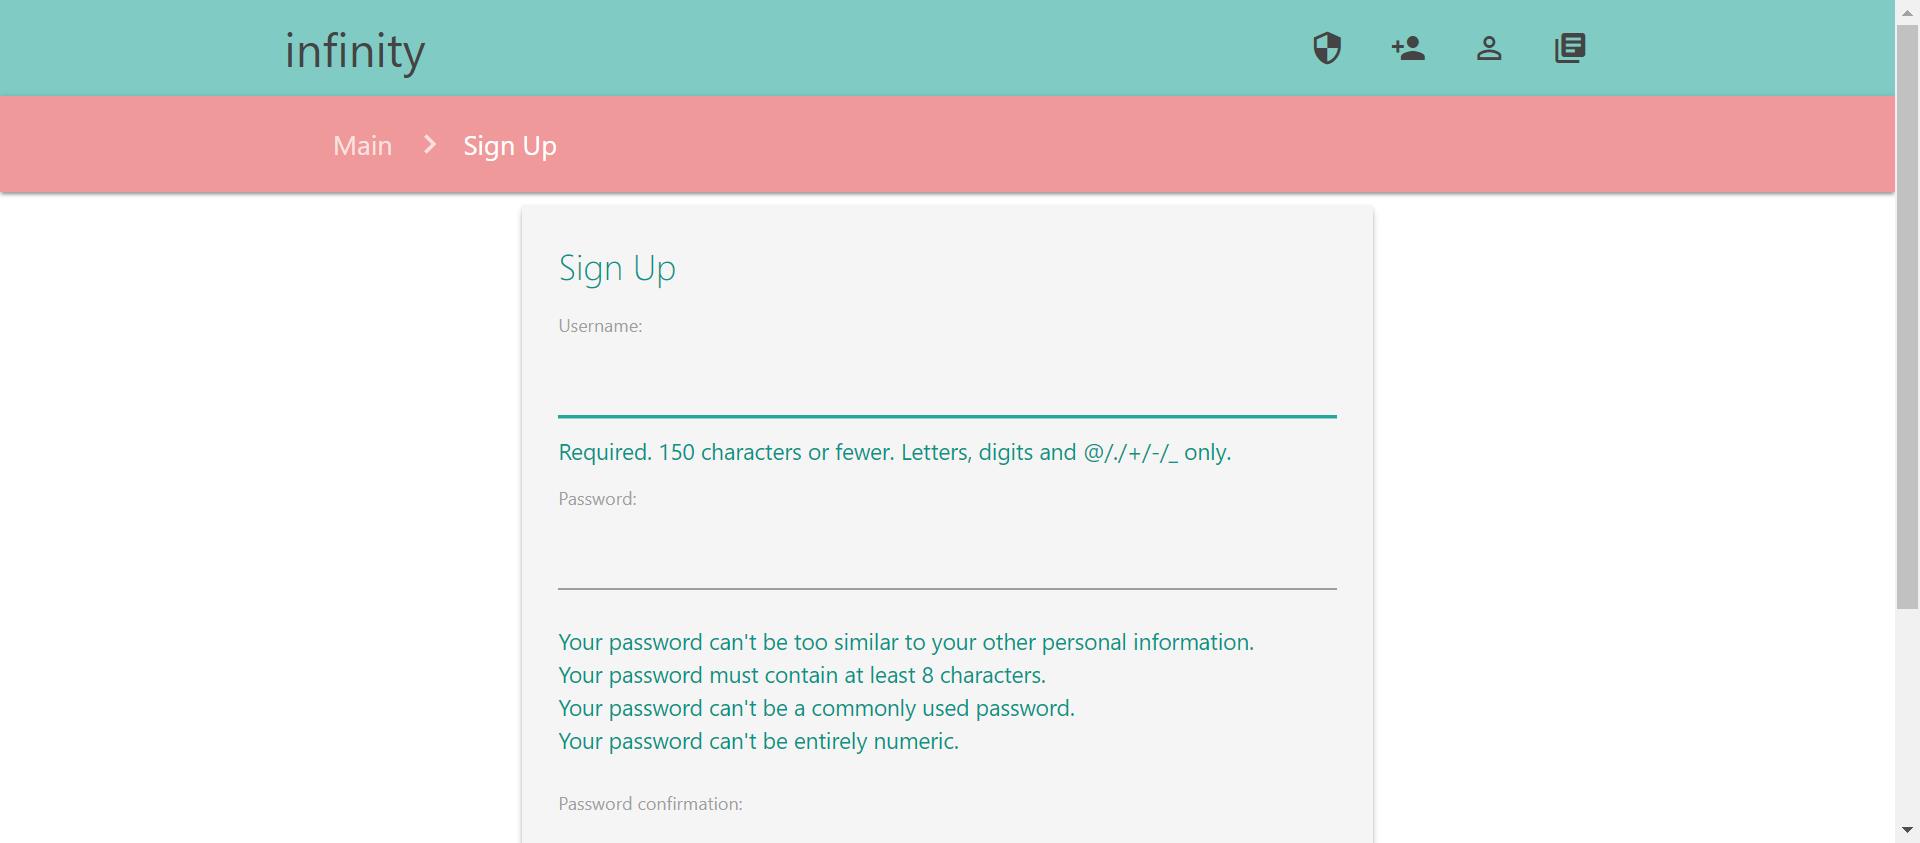 infinity
Main
Sign Up
Sign Up
Username:
Required. 150 characters or fewer. Letters, digits and @/./+/-/_ only.
Password:
Your password can't be too similar to your other personal information.
Your password must contain at least 8 characters.
Your password can't be a commonly used password.
Your password can't be entirely numeric.
Password confirmation: